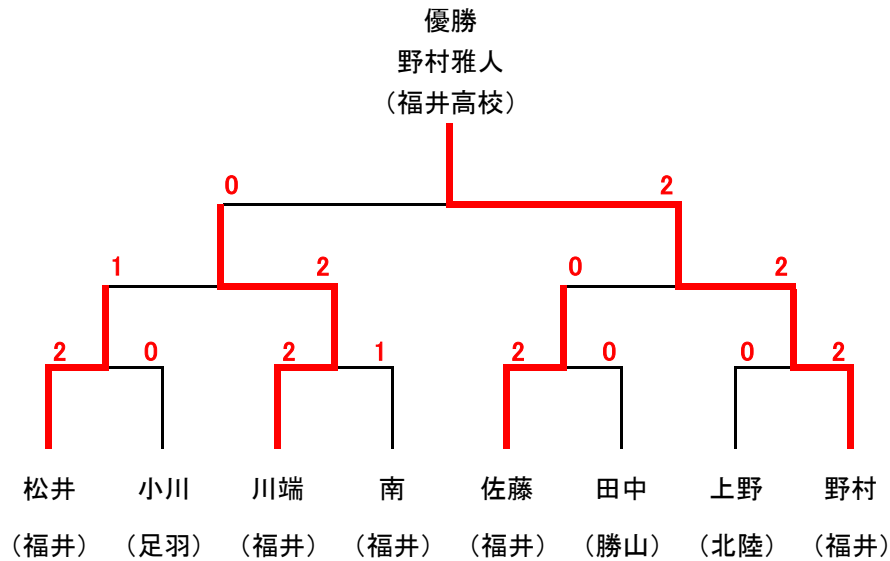 優勝
野村雅人
（福井高校）
0 2
1 2 0 2
2 0 2 1 2 0 0 2
松井 小川 川端 南 佐藤 田中 上野 野村
（福井） （足羽） （福井） （福井） （福井） （勝山） （北陸） （福井）